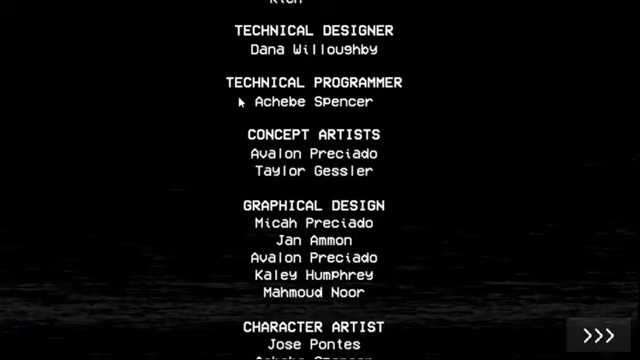 TECHNICAL DESIGNER
Dana Willoughby
TECHNICAL PROGRAMMER
Achebe Spencer
CONCEPT ARTISTS
Avalon Preciado
Taylor Gessler
GRAPHICAL DESIGN
Micah Preciado
Jan Ammon
Avalon Preciado
Kaley Humphrey
Mahmoud Noor
CHARACTER ARTIST
Jose Pontes
>>>